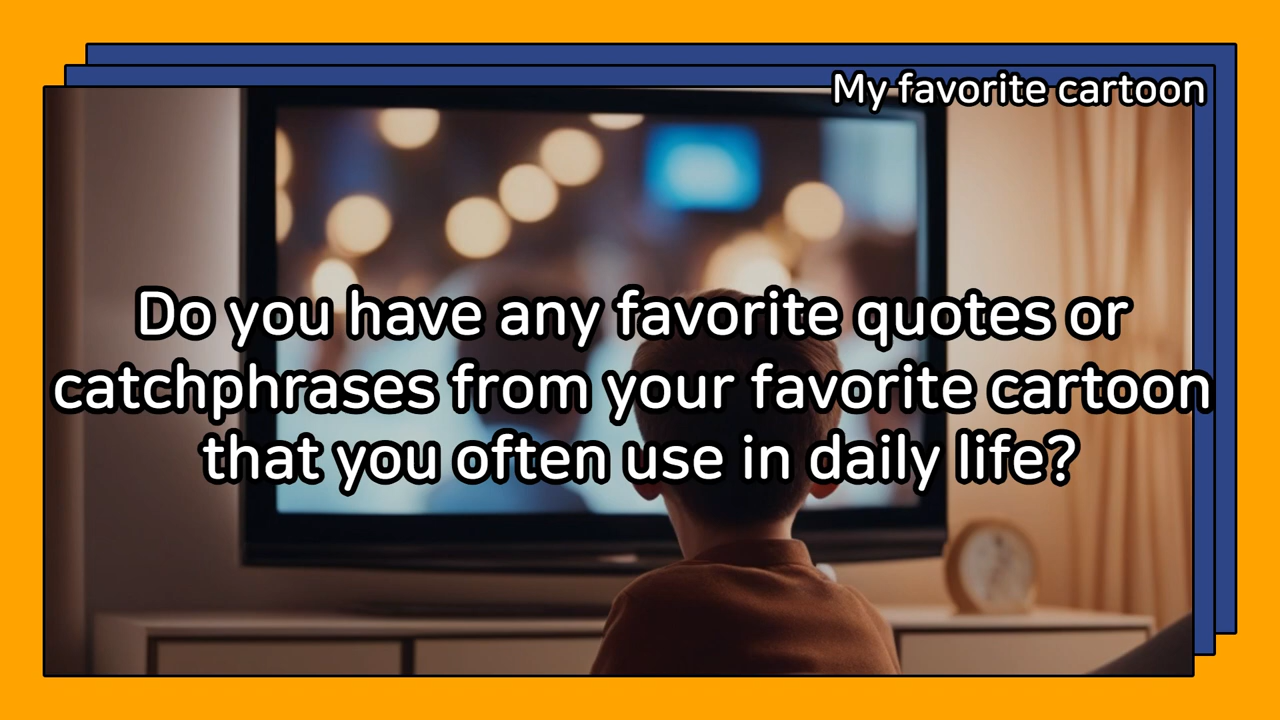 My favorite cartoon
Do you have any favorite quotes or
catchphrases from your favorite cartoon
that you often use in daily life?